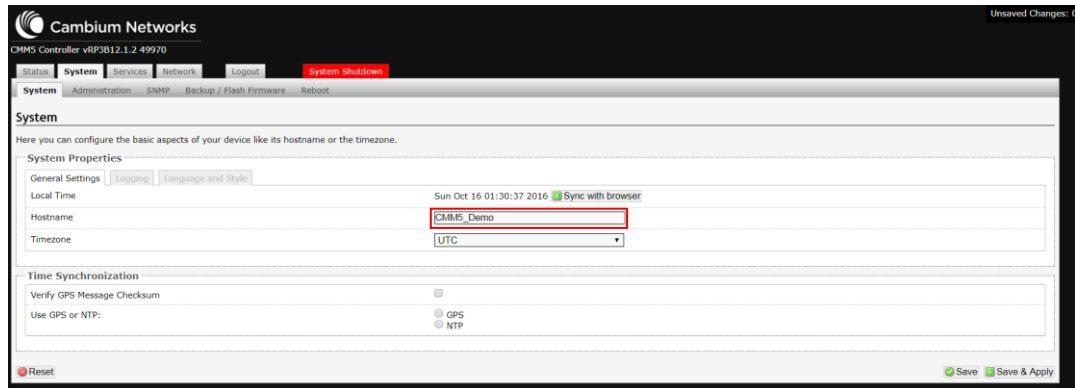 Unsaved Changes:
Cambium Networks
CMM5 Controller vRP3B12.1.2 49970
Status System Services Network Logout System Shutdown
System Administration SNMP Backup / Flash Firmware Reboot
System
Here you can configure the basic aspects of your device like its hostname or the timezone.
System Properties
General Settings Logging Language and Style
Local Time Sun Oct 16 01:30:37 2016 Sync with browser
Hostname CMM5_Demo
Timezone UTC
Time Synchronization
Verify GPS Message Checksum
Use GPS or NTP: GPS
NTP
Reset Save Save & Apply